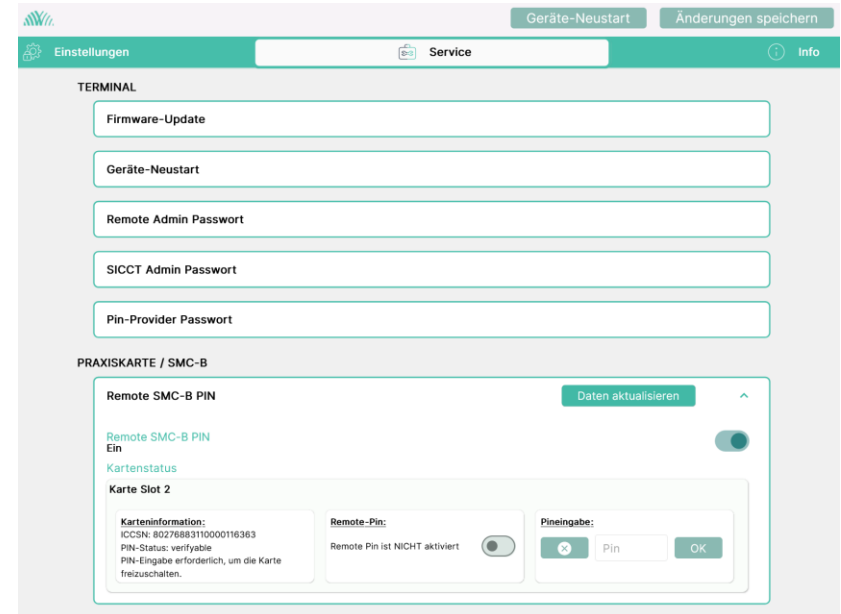 Geräte-Neustart
Änderungen speichern
Einstellungen
Service
Info
TERMINAL
Firmware-Update
Geräte-Neustart
Remote Admin Passwort
SICCT Admin Passwort
Pin-Provider Passwort
PRAXISKARTE / SMC-B
Remote SMC-B PIN
Daten aktualisieren
Remote SMC-B PIN
Ein
Kartenstatus
Karte Slot 2
Karteninformation:
ICCSN: 80276883110000116363
PIN-Status: verifyable
PIN-Eingabe erforderlich, um die Karte
freizuschalten.
Remote-Pin:
Remote Pin ist NICHT aktiviert
Pineingabe:
Pin
OK